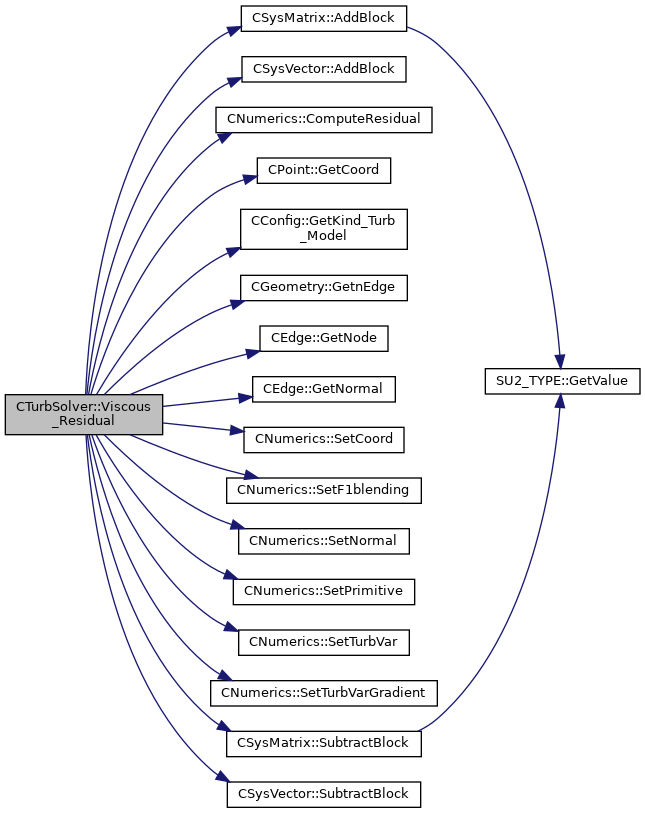 CSysMatrix::AddBlock
CSysVector::AddBlock
CNumerics::ComputeResidual
CPoint::GetCoord
CConfig::GetKind_Turb
_Model
CGeometry::GetnEdge
CEdge::GetNode
CEdge::GetNormal
CTurbSolver::Viscous
_Residual
CNumerics::SetCoord
CNumerics::SetF1blending
CNumerics::SetNormal
CNumerics::SetPrimitive
CNumerics::SetTurbVar
CNumerics::SetTurbVarGradient
CSysMatrix::SubtractBlock
CSysVector::SubtractBlock
SU2_TYPE::GetValue